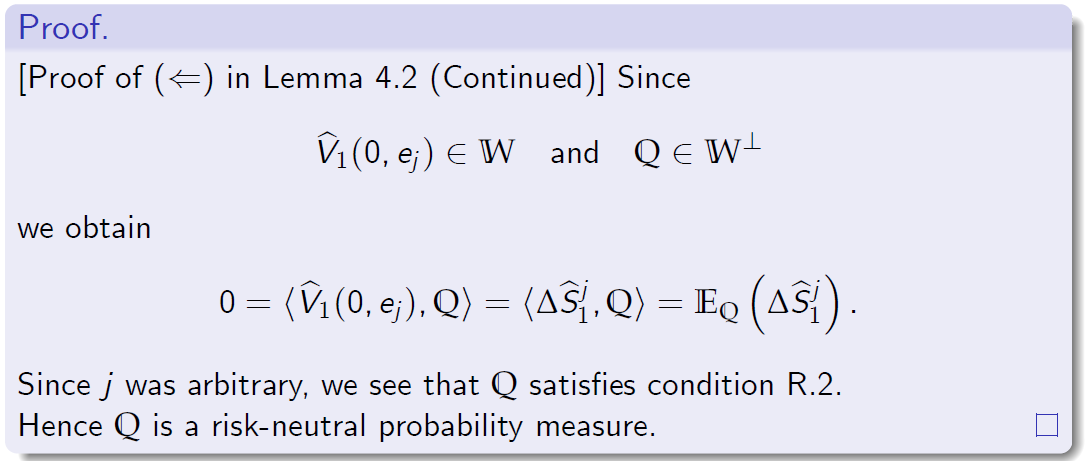 Proof.
[Proof of (⇐) in Lemma 4.2 (Continued)] Since
V̂₁(0, eⱼ) ∈ 𝕎 and ℚ ∈ 𝕎^⊥
we obtain
0 = ⟨V̂₁(0, eⱼ), ℚ⟩ = ⟨ΔŜ₁ʲ, ℚ⟩ = 𝔼_ℚ (ΔŜ₁ʲ).
Since j was arbitrary, we see that ℚ satisfies condition R.2.
Hence ℚ is a risk-neutral probability measure. □